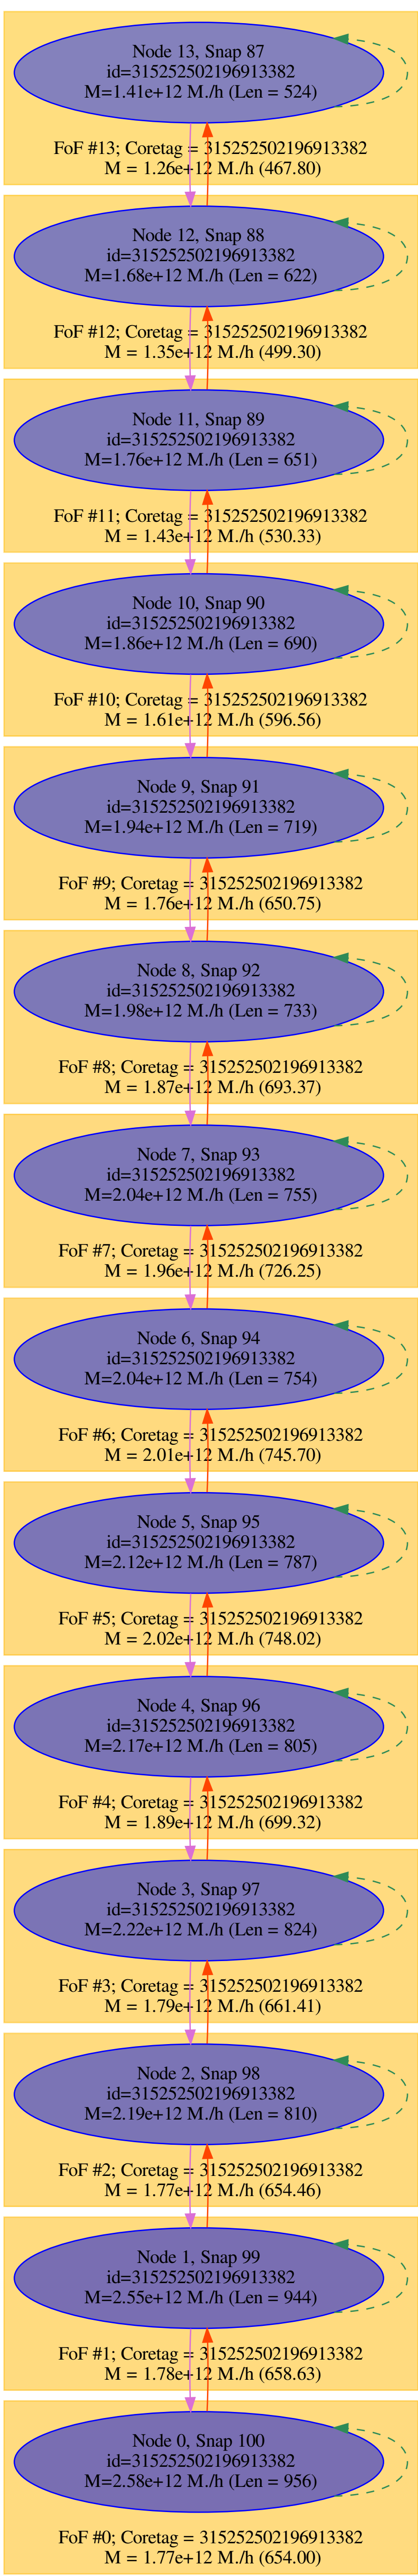 Node 13, Snap 87
id=315252502196913382
M=1.41e+12 M./h (Len = 524)
FoF #13; Coretag = 315252502196913382
M = 1.26e+12 M./h (467.80)
Node 12, Snap 88
id=315252502196913382
M=1.68e+12 M./h (Len = 622)
FoF #12; Coretag = 315252502196913382
M = 1.35e+12 M./h (499.30)
Node 11, Snap 89
id=315252502196913382
M=1.76e+12 M./h (Len = 651)
FoF #11; Coretag = 315252502196913382
M = 1.43e+12 M./h (530.33)
Node 10, Snap 90
id=315252502196913382
M=1.86e+12 M./h (Len = 690)
FoF #10; Coretag = 315252502196913382
M = 1.61e+12 M./h (596.56)
Node 9, Snap 91
id=315252502196913382
M=1.94e+12 M./h (Len = 719)
FoF #9; Coretag = 315252502196913382
M = 1.76e+12 M./h (650.75)
Node 8, Snap 92
id=315252502196913382
M=1.98e+12 M./h (Len = 733)
FoF #8; Coretag = 315252502196913382
M = 1.87e+12 M./h (693.37)
Node 7, Snap 93
id=315252502196913382
M=2.04e+12 M./h (Len = 755)
FoF #7; Coretag = 315252502196913382
M = 1.96e+12 M./h (726.25)
Node 6, Snap 94
id=315252502196913382
M=2.04e+12 M./h (Len = 754)
FoF #6; Coretag = 315252502196913382
M = 2.01e+12 M./h (745.70)
Node 5, Snap 95
id=315252502196913382
M=2.12e+12 M./h (Len = 787)
FoF #5; Coretag = 315252502196913382
M = 2.02e+12 M./h (748.02)
Node 4, Snap 96
id=315252502196913382
M=2.17e+12 M./h (Len = 805)
FoF #4; Coretag = 315252502196913382
M = 1.89e+12 M./h (699.32)
Node 3, Snap 97
id=315252502196913382
M=2.22e+12 M./h (Len = 824)
FoF #3; Coretag = 315252502196913382
M = 1.79e+12 M./h (661.41)
Node 2, Snap 98
id=315252502196913382
M=2.19e+12 M./h (Len = 810)
FoF #2; Coretag = 315252502196913382
M = 1.77e+12 M./h (654.46)
Node 1, Snap 99
id=315252502196913382
M=2.55e+12 M./h (Len = 944)
FoF #1; Coretag = 315252502196913382
M = 1.78e+12 M./h (658.63)
Node 0, Snap 100
id=315252502196913382
M=2.58e+12 M./h (Len = 956)
FoF #0; Coretag = 315252502196913382
M = 1.77e+12 M./h (654.00)